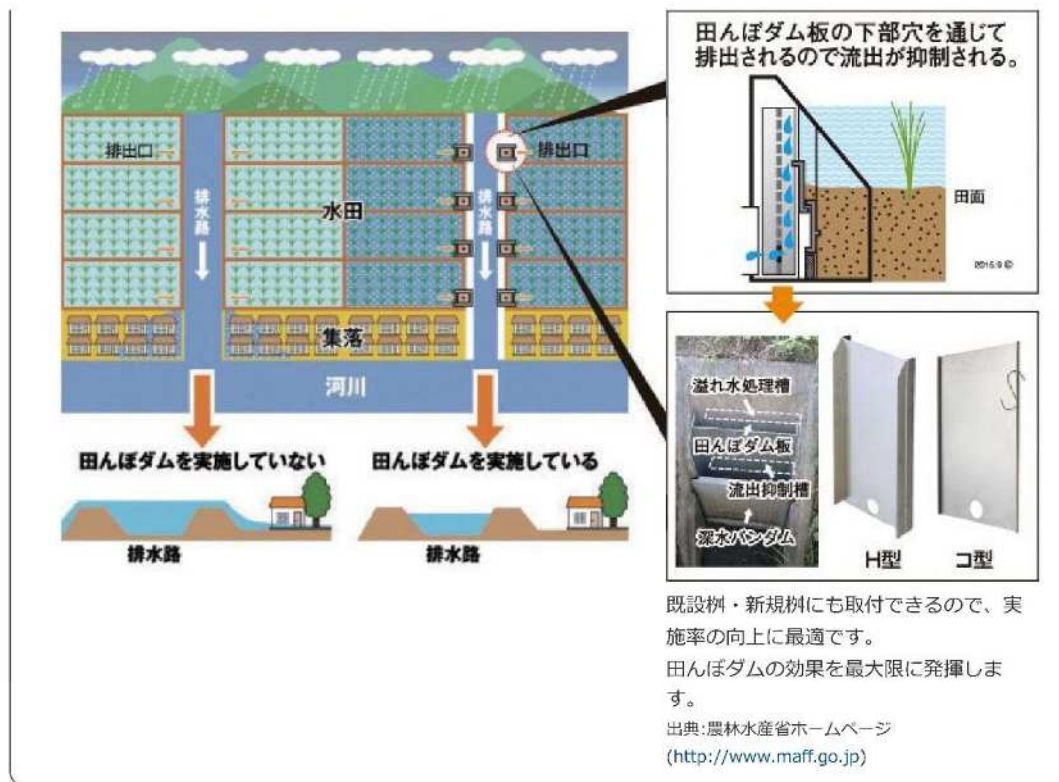 排出口
排水路
水田
排水路
排出口
集落
河川
田んぼダムを実施していない
排水路
田んぼダムを実施している
排水路
田んぼダム板の下部穴を通じて
排出されるので流出が抑制される。
田面
2015.9 ©
溢れ水処理槽
田んぼダム板
流出抑制槽
深水バンダム
H型
コ型
既設桝・新規桝にも取付できるので、実
施率の向上に最適です。
田んぼダムの効果を最大限に発揮しま
す。
出典:農林水産省ホームページ
(http://www.maff.go.jp)